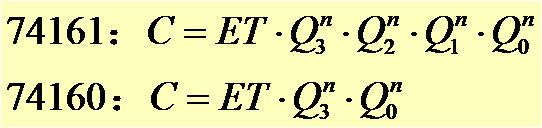 74161： C = ET · Q₃ⁿ · Q₂ⁿ · Q₁ⁿ · Q₀ⁿ
74160： C = ET · Q₃ⁿ · Q₀ⁿ